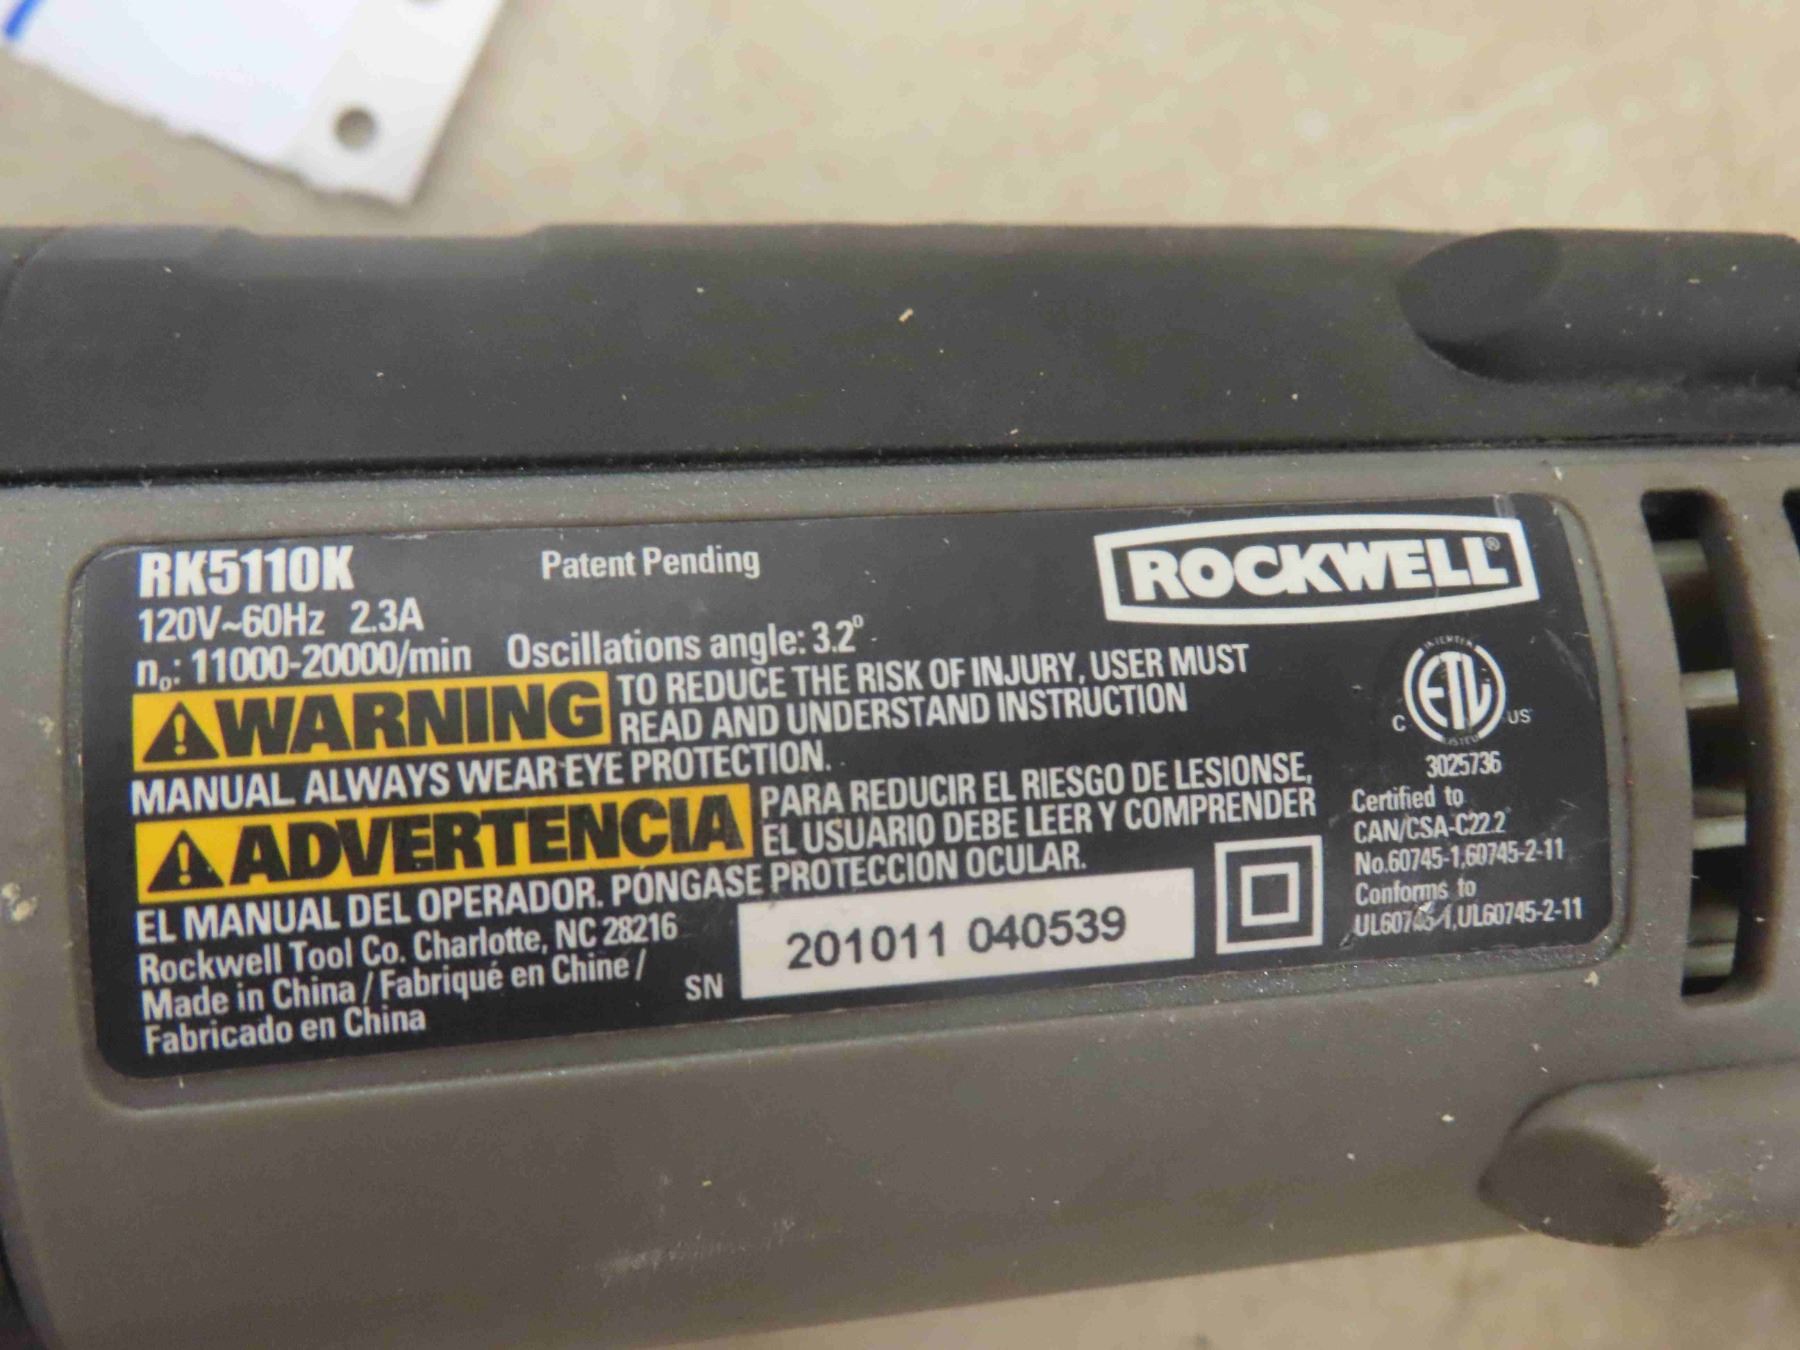 RK5110K
Patent Pending
ROCKWELL®
120V~60Hz 2.3A
n₀: 11000-20000/min Oscillations angle: 3.2°
WARNING TO REDUCE THE RISK OF INJURY, USER MUST
READ AND UNDERSTAND INSTRUCTION
MANUAL. ALWAYS WEAR EYE PROTECTION.
ADVERTENCIA PARA REDUCIR EL RIESGO DE LESIONSE,
EL USUARIO DEBE LEER Y COMPRENDER
EL MANUAL DEL OPERADOR. PÓNGASE PROTECCION OCULAR.
Rockwell Tool Co. Charlotte, NC 28216
Made in China / Fabriqué en Chine /
Fabricado en China
SN 201011 040539
INTERTEK
C ETL US
LISTED
3025736
Certified to
CAN/CSA-C22.2
No.60745-1,60745-2-11
Conforms to
UL60745-1,UL60745-2-11